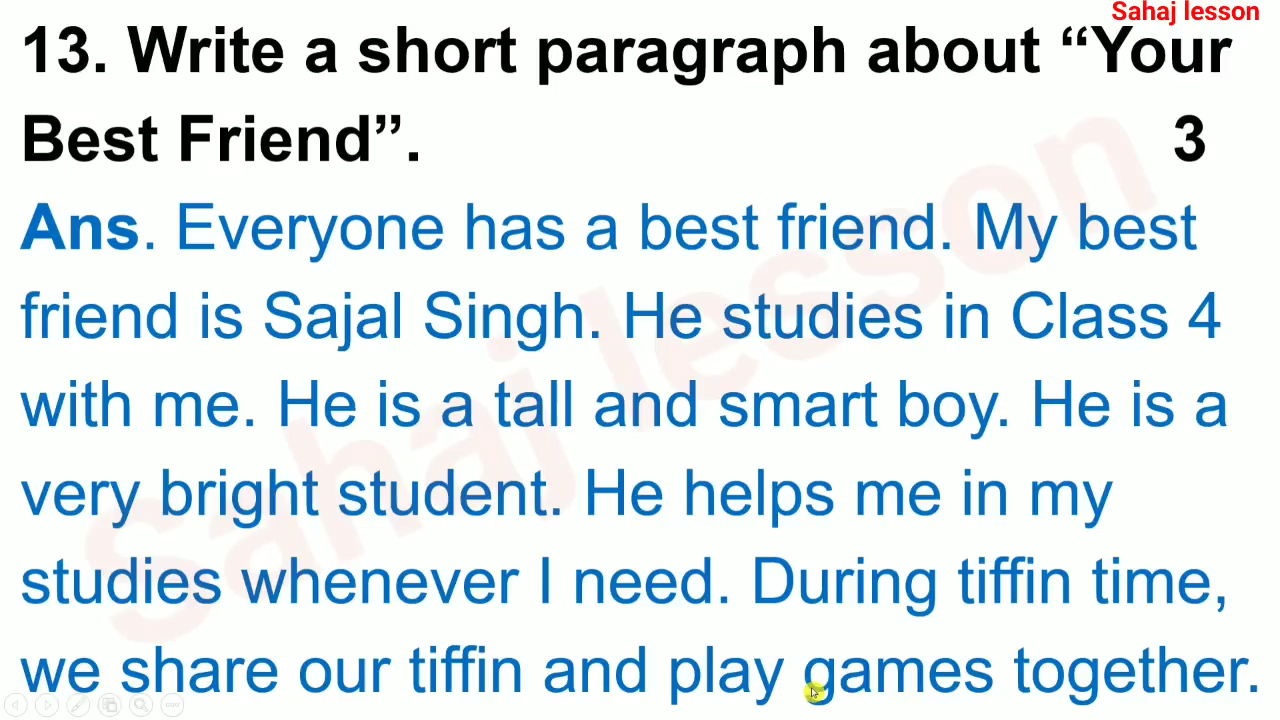 Sahaj lesson
13. Write a short paragraph about “Your
Best Friend”. 3
Ans. Everyone has a best friend. My best
friend is Sajal Singh. He studies in Class 4
with me. He is a tall and smart boy. He is a
very bright student. He helps me in my
studies whenever I need. During tiffin time,
we share our tiffin and play games together.
Sahaj lesson